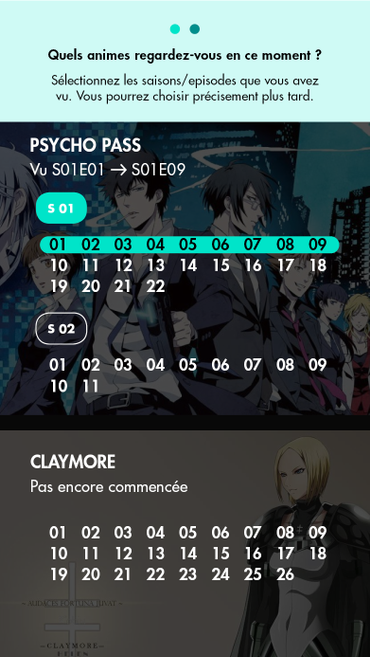 Quels animes regardez-vous en ce moment ?
Sélectionnez les saisons/episodes que vous avez
vu. Vous pourrez choisir précisement plus tard.
PSYCHO PASS
Vu S01E01 → S01E09
S 01
01 02 03 04 05 06 07 08 09
10 11 12 13 14 15 16 17 18
19 20 21 22
S 02
01 02 03 04 05 06 07 08 09
10 11
CLAYMORE
Pas encore commencée
01 02 03 04 05 06 07 08 09
10 11 12 13 14 15 16 17 18
19 20 21 22 23 24 25 26
~CLAYMORE~